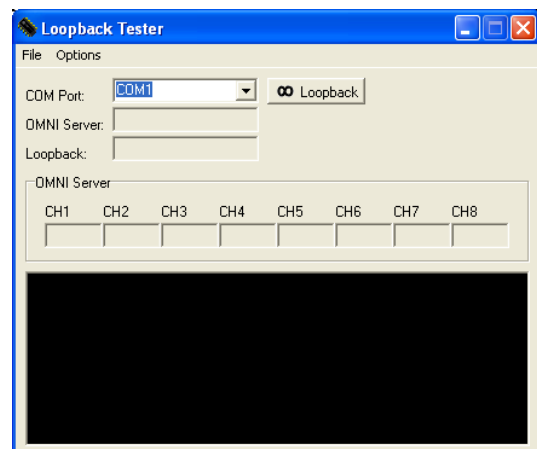 Loopback Tester
File Options
COM Port: COM1 Loopback
OMNI Server:
Loopback:
OMNI Server
CH1 CH2 CH3 CH4 CH5 CH6 CH7 CH8